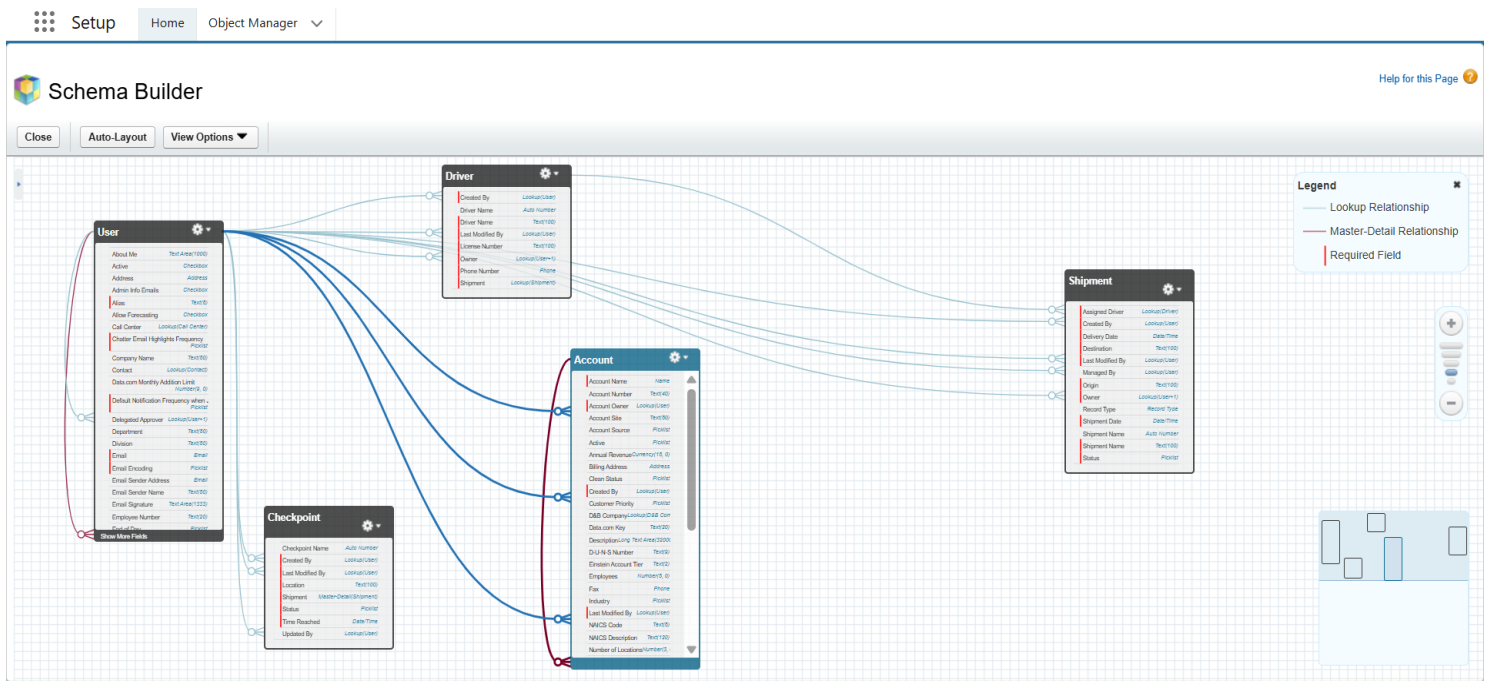 Setup Home Object Manager
Help for this Page
Schema Builder
Close Auto-Layout View Options
User
About Me Text Area(1000)
Active Checkbox
Address Address
Admin Info Emails Checkbox
Alias Text(8)
Allow Forecasting Checkbox
Call Center Lookup(Call Center)
Chatter Email Highlights Frequency
Picklist
Company Name Text(80)
Contact Lookup(Contact)
Data.com Monthly Addition Limit
Number(9, 0)
Default Notification Frequency when
Picklist
Delegated Approver Lookup(User+1)
Department Text(80)
Division Text(80)
Email Email
Email Encoding Picklist
Email Sender Address Email
Email Sender Name Text(80)
Email Signature Text Area(1333)
Employee Number Text(20)
End of Day Picklist
Show More Fields
Driver
Created By Lookup(User)
Driver Name Auto Number
Driver Name Text(100)
Last Modified By Lookup(User)
License Number Text(100)
Owner Lookup(User+1)
Phone Number Phone
Shipment Lookup(Shipment)
Checkpoint
Checkpoint Name Auto Number
Created By Lookup(User)
Last Modified By Lookup(User)
Location Text(100)
Shipment Master-Detail(Shipment)
Status Picklist
Time Reached Date/Time
Updated By Lookup(User)
Account
Account Name Name
Account Number Text(40)
Account Owner Lookup(User)
Account Site Text(80)
Account Source Picklist
Active Picklist
Annual Revenue Currency(18, 0)
Billing Address Address
Clean Status Picklist
Created By Lookup(User)
Customer Priority Picklist
D&B Company Lookup(D&B Com
Data.com Key Text(20)
Description Long Text Area(32000
D-U-N-S Number Text(9)
Einstein Account Tier Text(2)
Employees Number(8, 0)
Fax Phone
Industry Picklist
Last Modified By Lookup(User)
NAICS Code Text(8)
NAICS Description Text(120)
Number of Locations Number(3,
Shipment
Assigned Driver Lookup(Driver)
Created By Lookup(User)
Delivery Date Date/Time
Destination Text(100)
Last Modified By Lookup(User)
Managed By Lookup(User)
Origin Text(100)
Owner Lookup(User+1)
Record Type Record Type
Shipment Date Date/Time
Shipment Name Auto Number
Shipment Name Text(100)
Status Picklist
Legend
Lookup Relationship
Master-Detail Relationship
Required Field